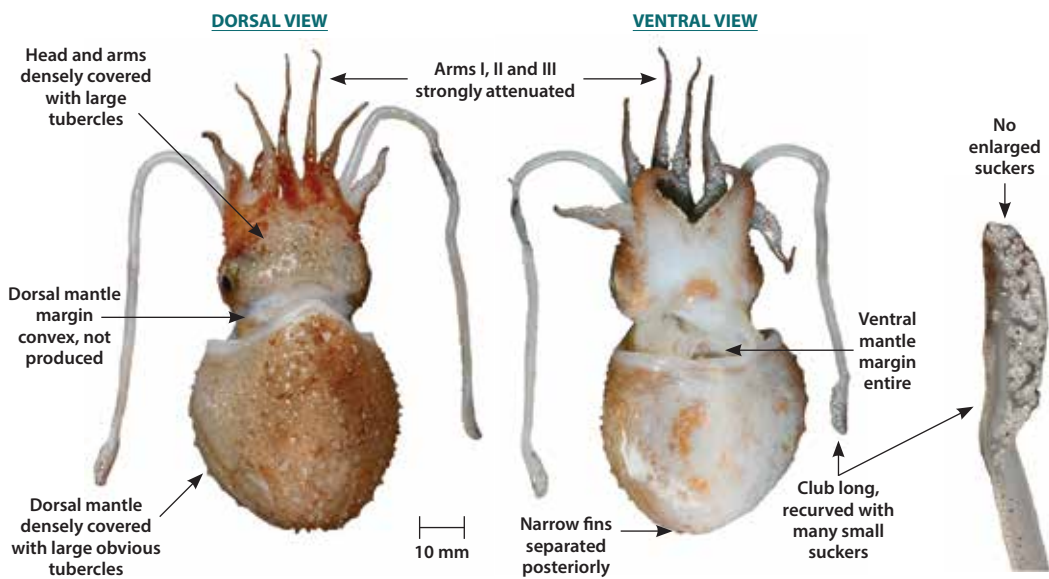 DORSAL VIEW
VENTRAL VIEW
Head and arms
densely covered
with large
tubercles
Arms I, II and III
strongly attenuated
No
enlarged
suckers
Dorsal mantle
margin
convex, not
produced
Ventral
mantle
margin
entire
Dorsal mantle
densely covered
with large obvious
tubercles
10 mm
Narrow fins
separated
posteriorly
Club long,
recurved with
many small
suckers